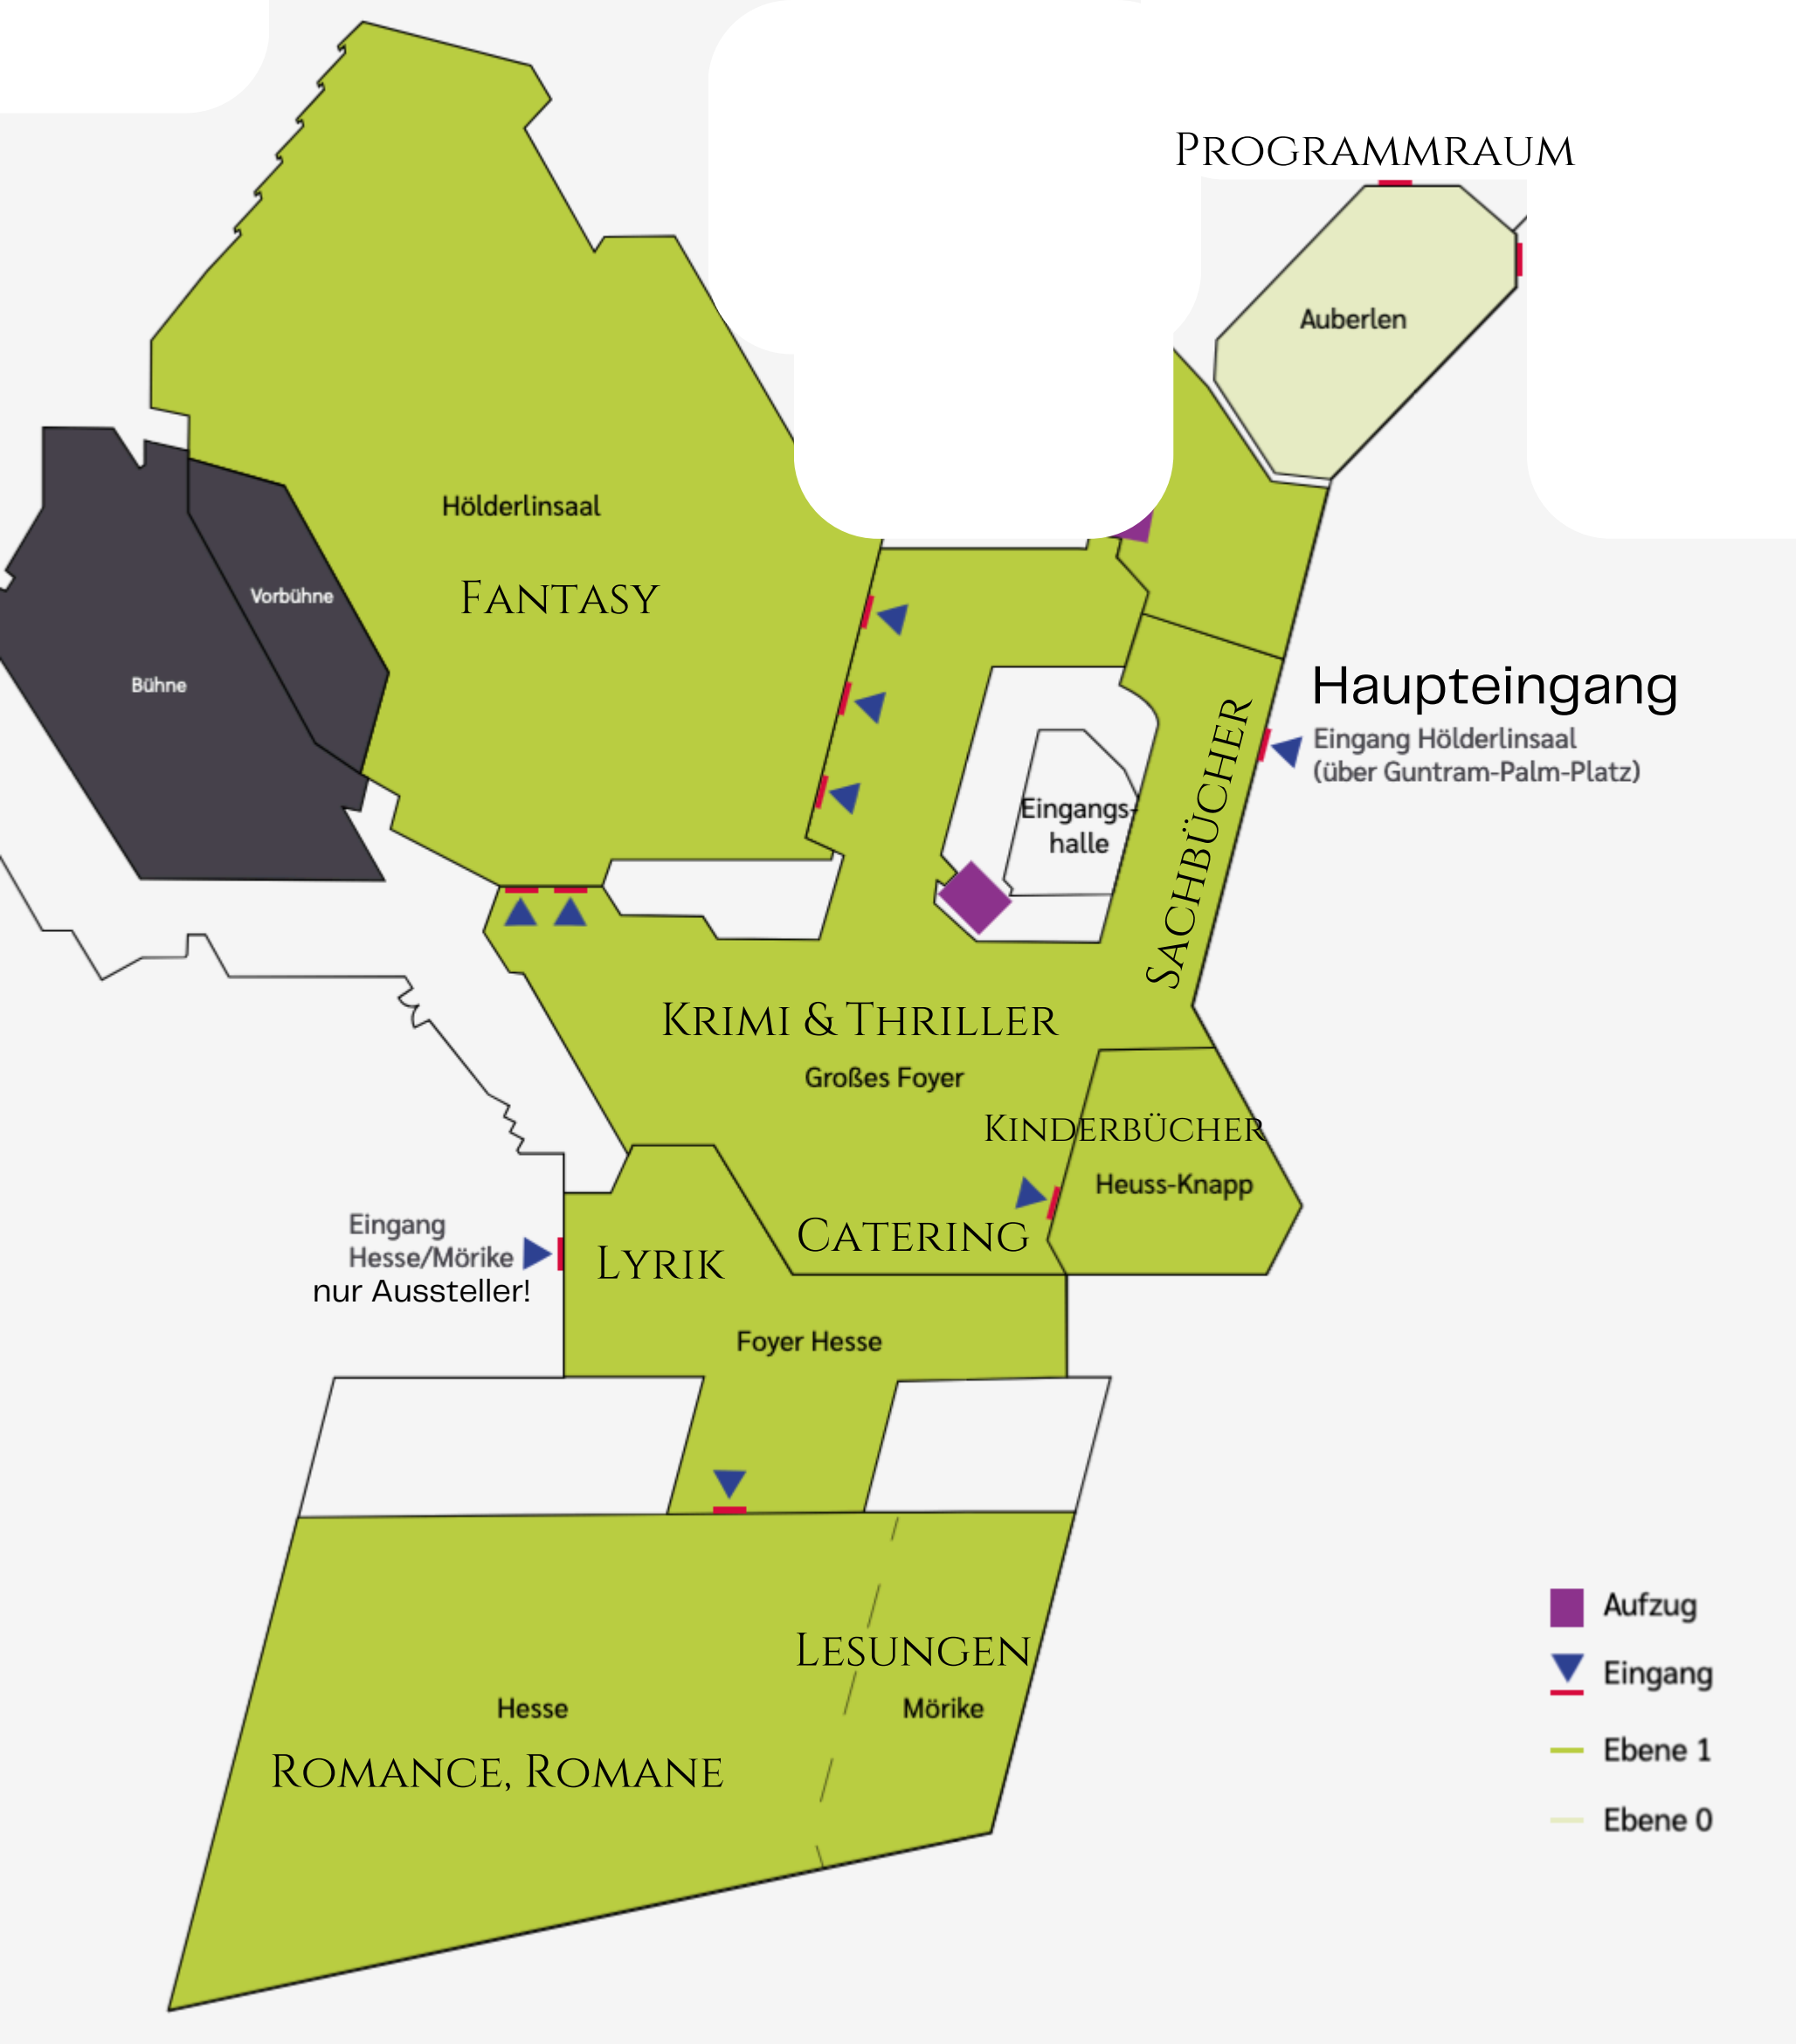 Programmraum
Auberlen
Hölderlinsaal
Fantasy
Vorbühne
Bühne
Haupteingang
Eingang Hölderlinsaal
(über Guntram-Palm-Platz)
Sachbücher
Eingangs-
halle
Krimi & Thriller
Großes Foyer
Kinderbücher
Heuss-Knapp
Catering
Eingang
Hesse/Mörike
nur Aussteller!
Lyrik
Foyer Hesse
Lesungen
Mörike
Hesse
Romance, Romane
Aufzug
Eingang
Ebene 1
Ebene 0